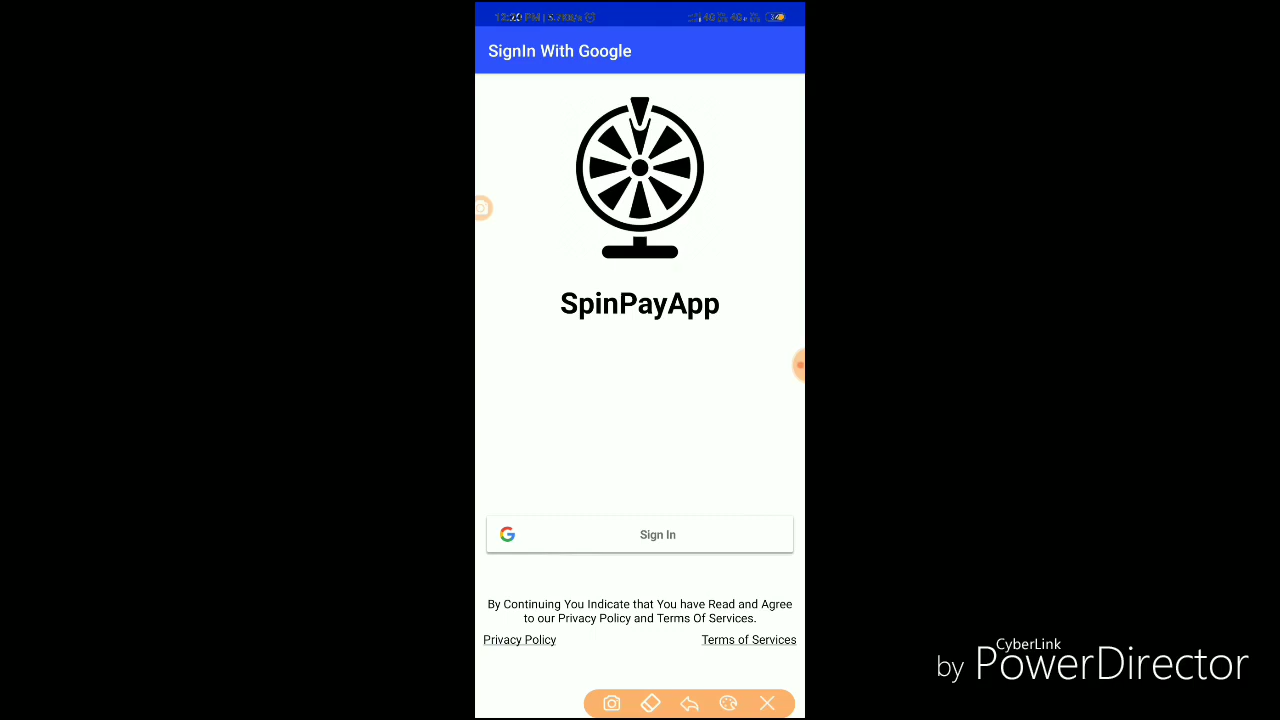 SignIn With Google
SpinPayApp
Sign In
By Continuing You Indicate that You have Read and Agree
to our Privacy Policy and Terms Of Services.
Privacy Policy
Terms of Services
CyberLink
by PowerDirector